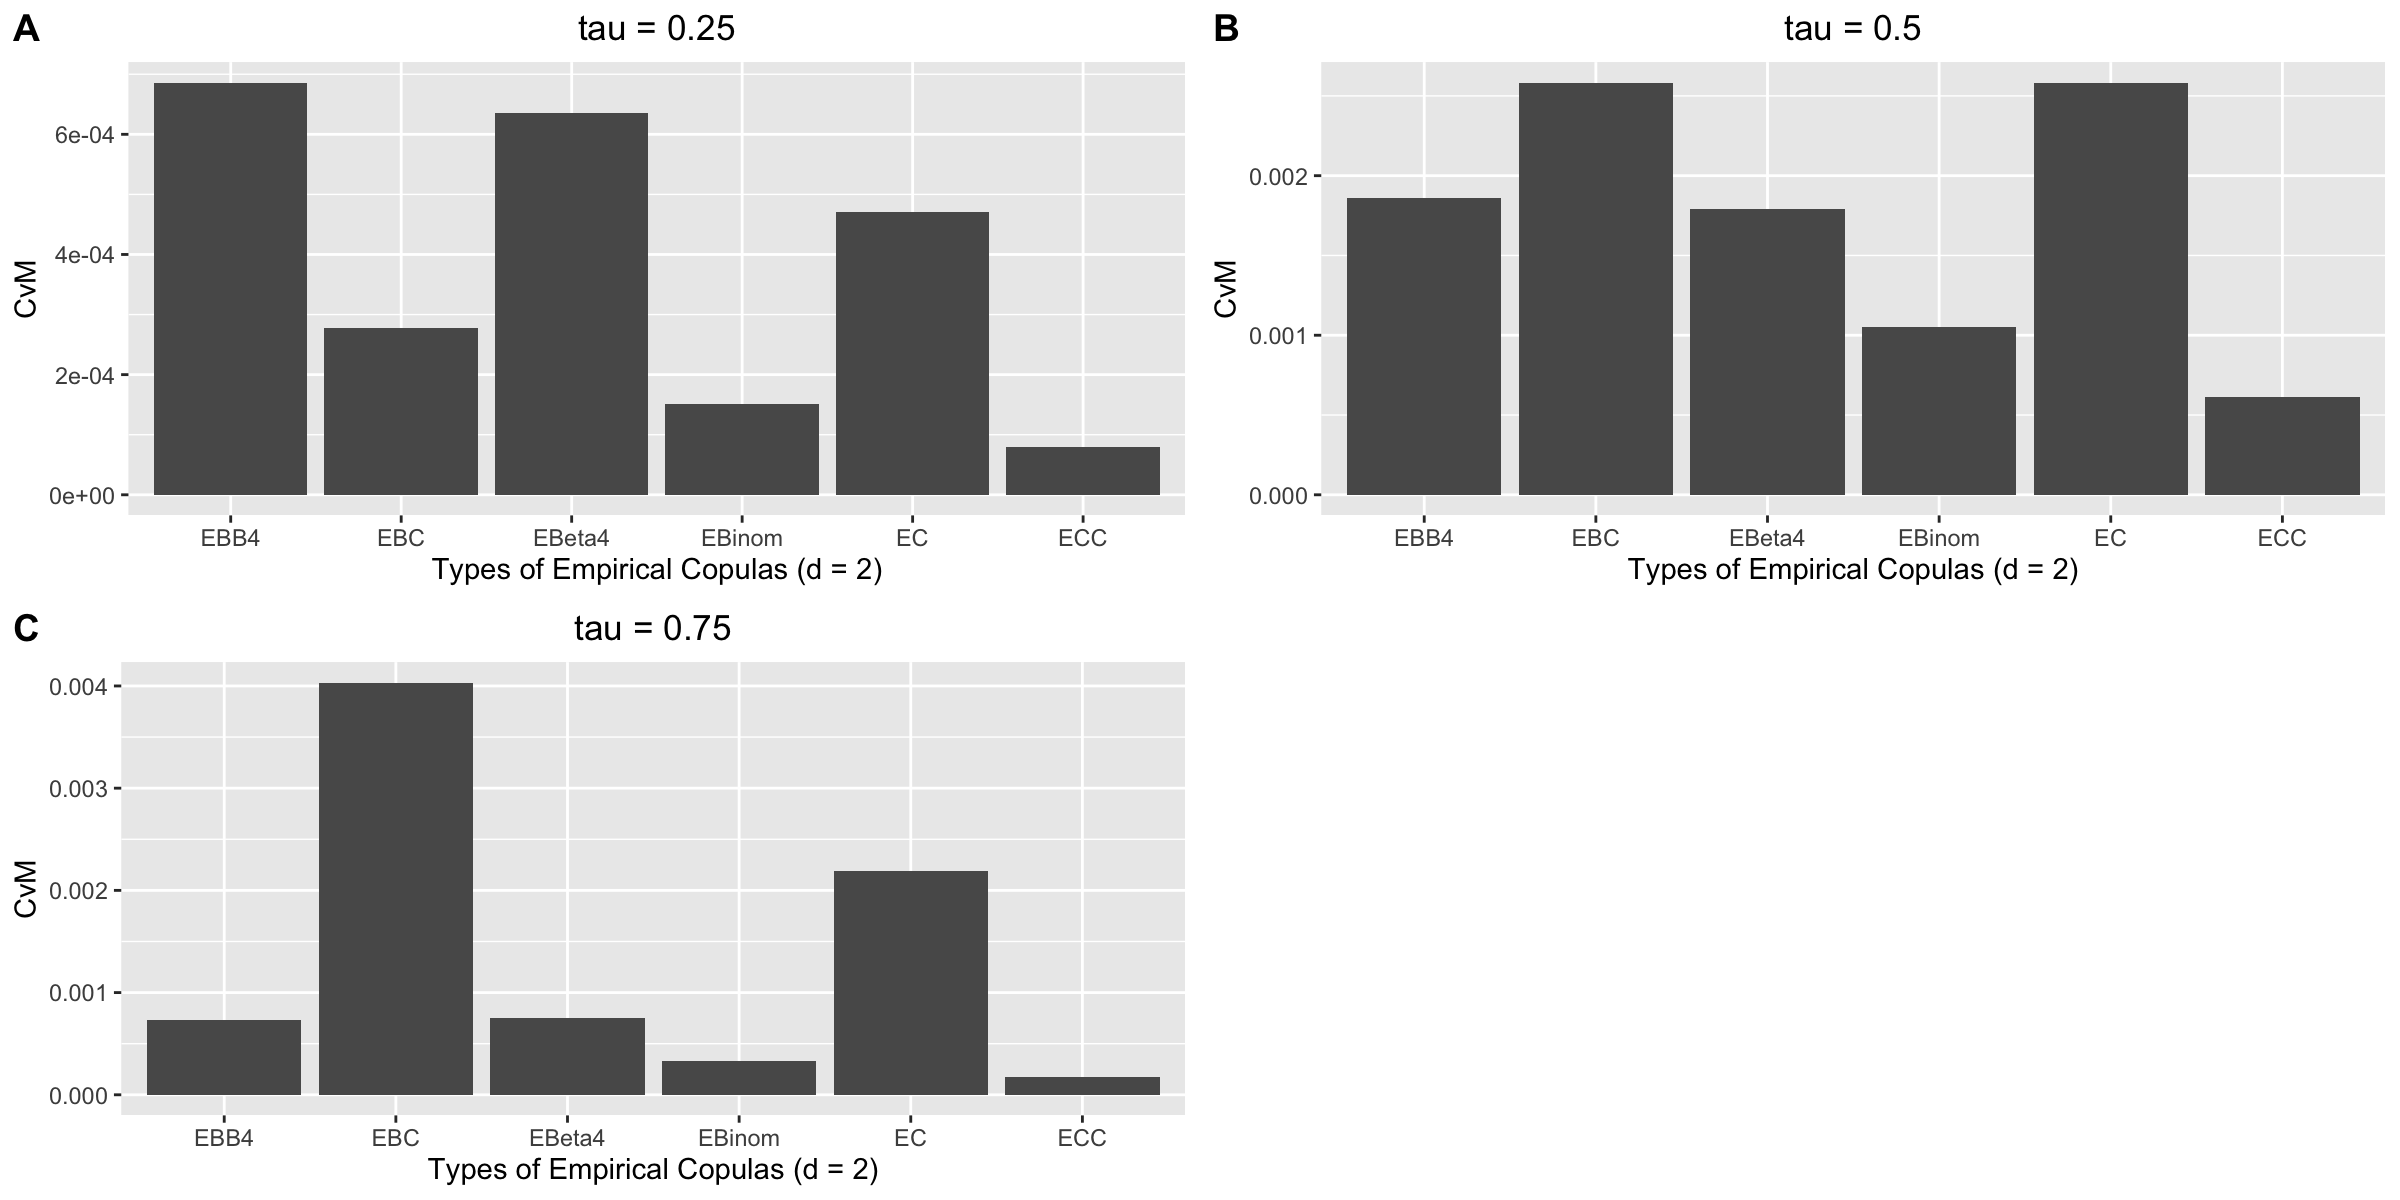 A
tau = 0.25
CvM
6e-04
4e-04
2e-04
0e+00
EBB4 EBC EBeta4 EBinom EC ECC
Types of Empirical Copulas (d = 2)
B
tau = 0.5
CvM
0.002
0.001
0.000
EBB4 EBC EBeta4 EBinom EC ECC
Types of Empirical Copulas (d = 2)
C
tau = 0.75
CvM
0.004
0.003
0.002
0.001
0.000
EBB4 EBC EBeta4 EBinom EC ECC
Types of Empirical Copulas (d = 2)